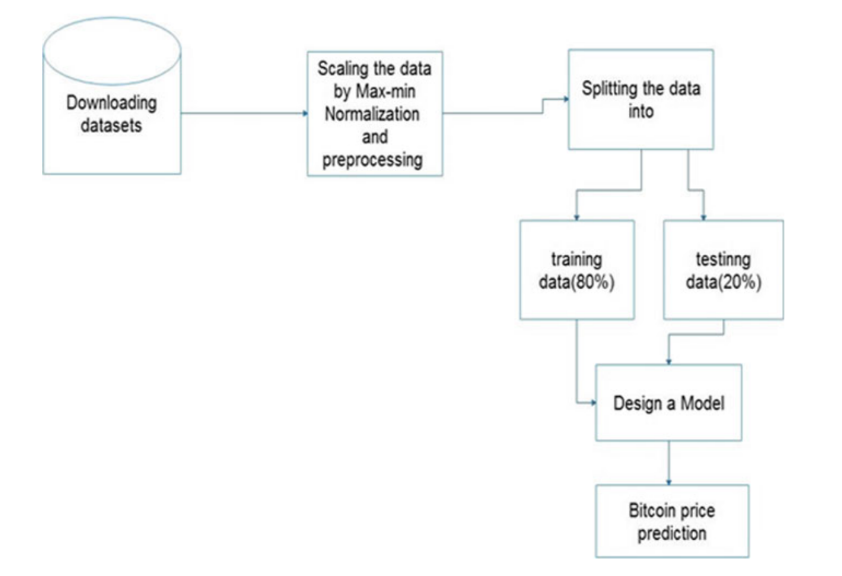 Downloading
datasets
Scaling the data
by Max-min
Normalization
and
preprocessing
Splitting the data
into
training
data(80%)
testinng
data(20%)
Design a Model
Bitcoin price
prediction